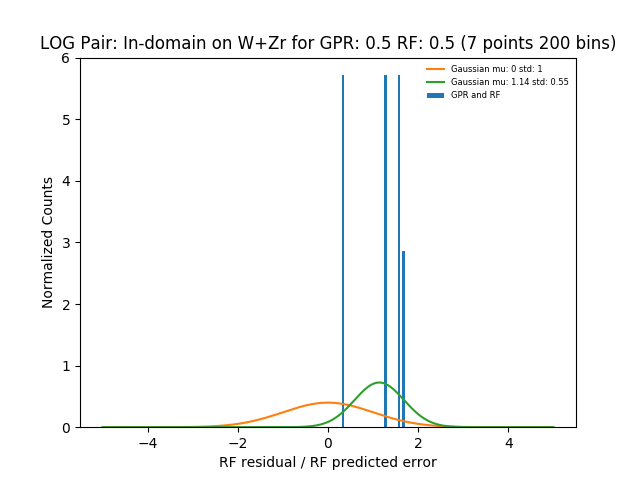 LOG Pair: In-domain on W+Zr for GPR: 0.5 RF: 0.5 (7 points 200 bins)
Gaussian mu: 0 std: 1
Gaussian mu: 1.14 std: 0.55
GPR and RF
6
5
4
3
2
1
0
Normalized Counts
−4
−2
0
2
4
RF residual / RF predicted error